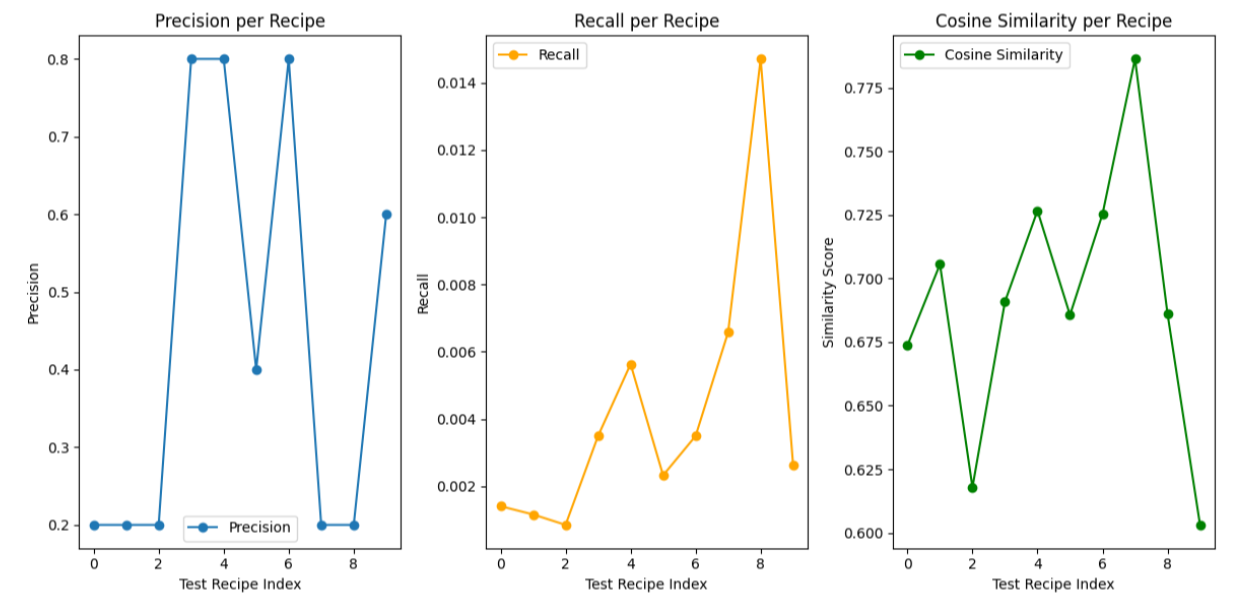 Precision per Recipe
0.8
0.7
0.6
0.5
0.4
0.3
0.2
Precision
Precision
0 2 4 6 8
Test Recipe Index
Recall per Recipe
Recall
0.014
0.012
0.010
0.008
0.006
0.004
0.002
Recall
0 2 4 6 8
Test Recipe Index
Cosine Similarity per Recipe
Cosine Similarity
0.775
0.750
0.725
0.700
0.675
0.650
0.625
0.600
Similarity Score
0 2 4 6 8
Test Recipe Index